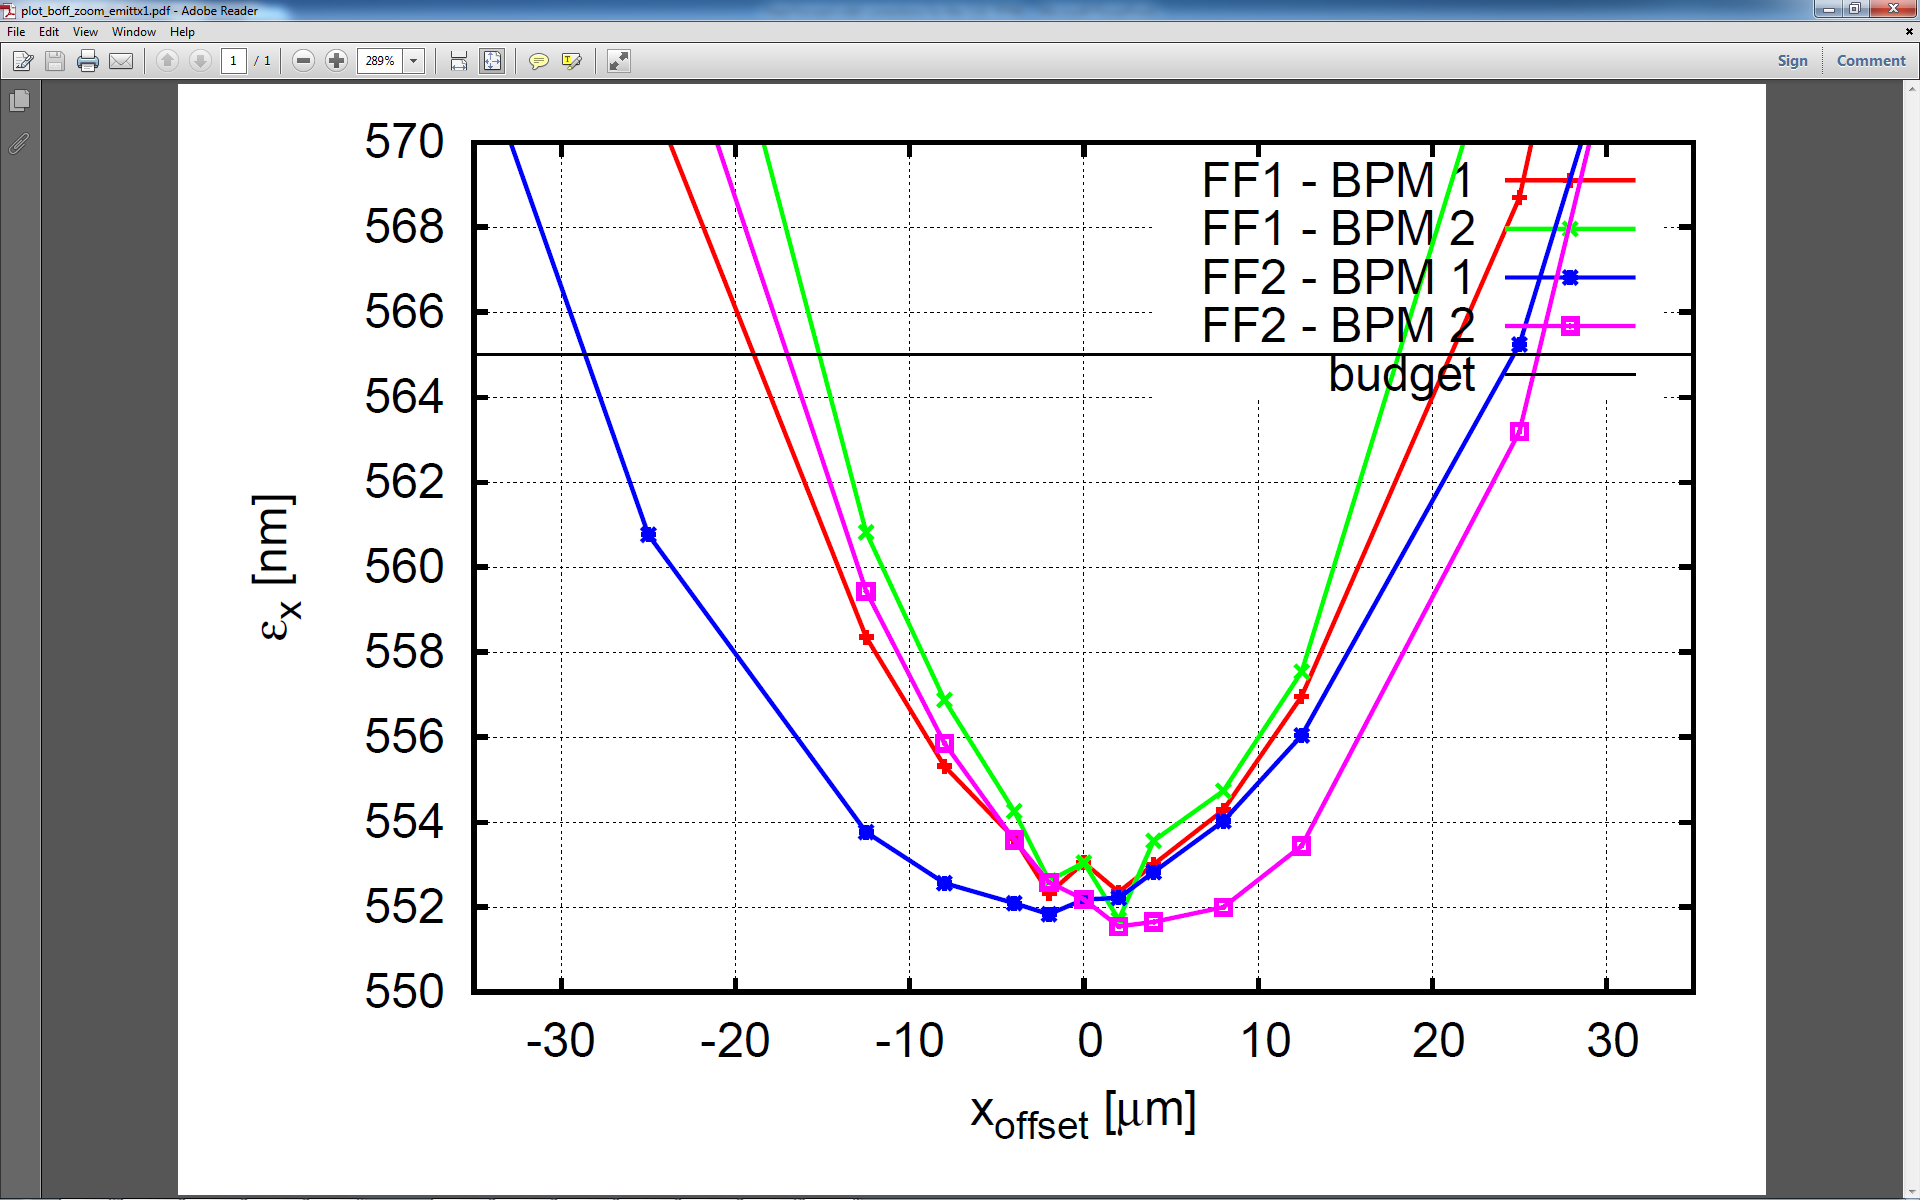 plot_boff_zoom_emittx1.pdf - Adobe Reader
File Edit View Window Help
1 / 1 289% Sign Comment
570
568
566
564
562
560
558
556
554
552
550
εx [nm]
FF1 - BPM 1
FF1 - BPM 2
FF2 - BPM 1
FF2 - BPM 2
budget
-30 -20 -10 0 10 20 30
xoffset [μm]